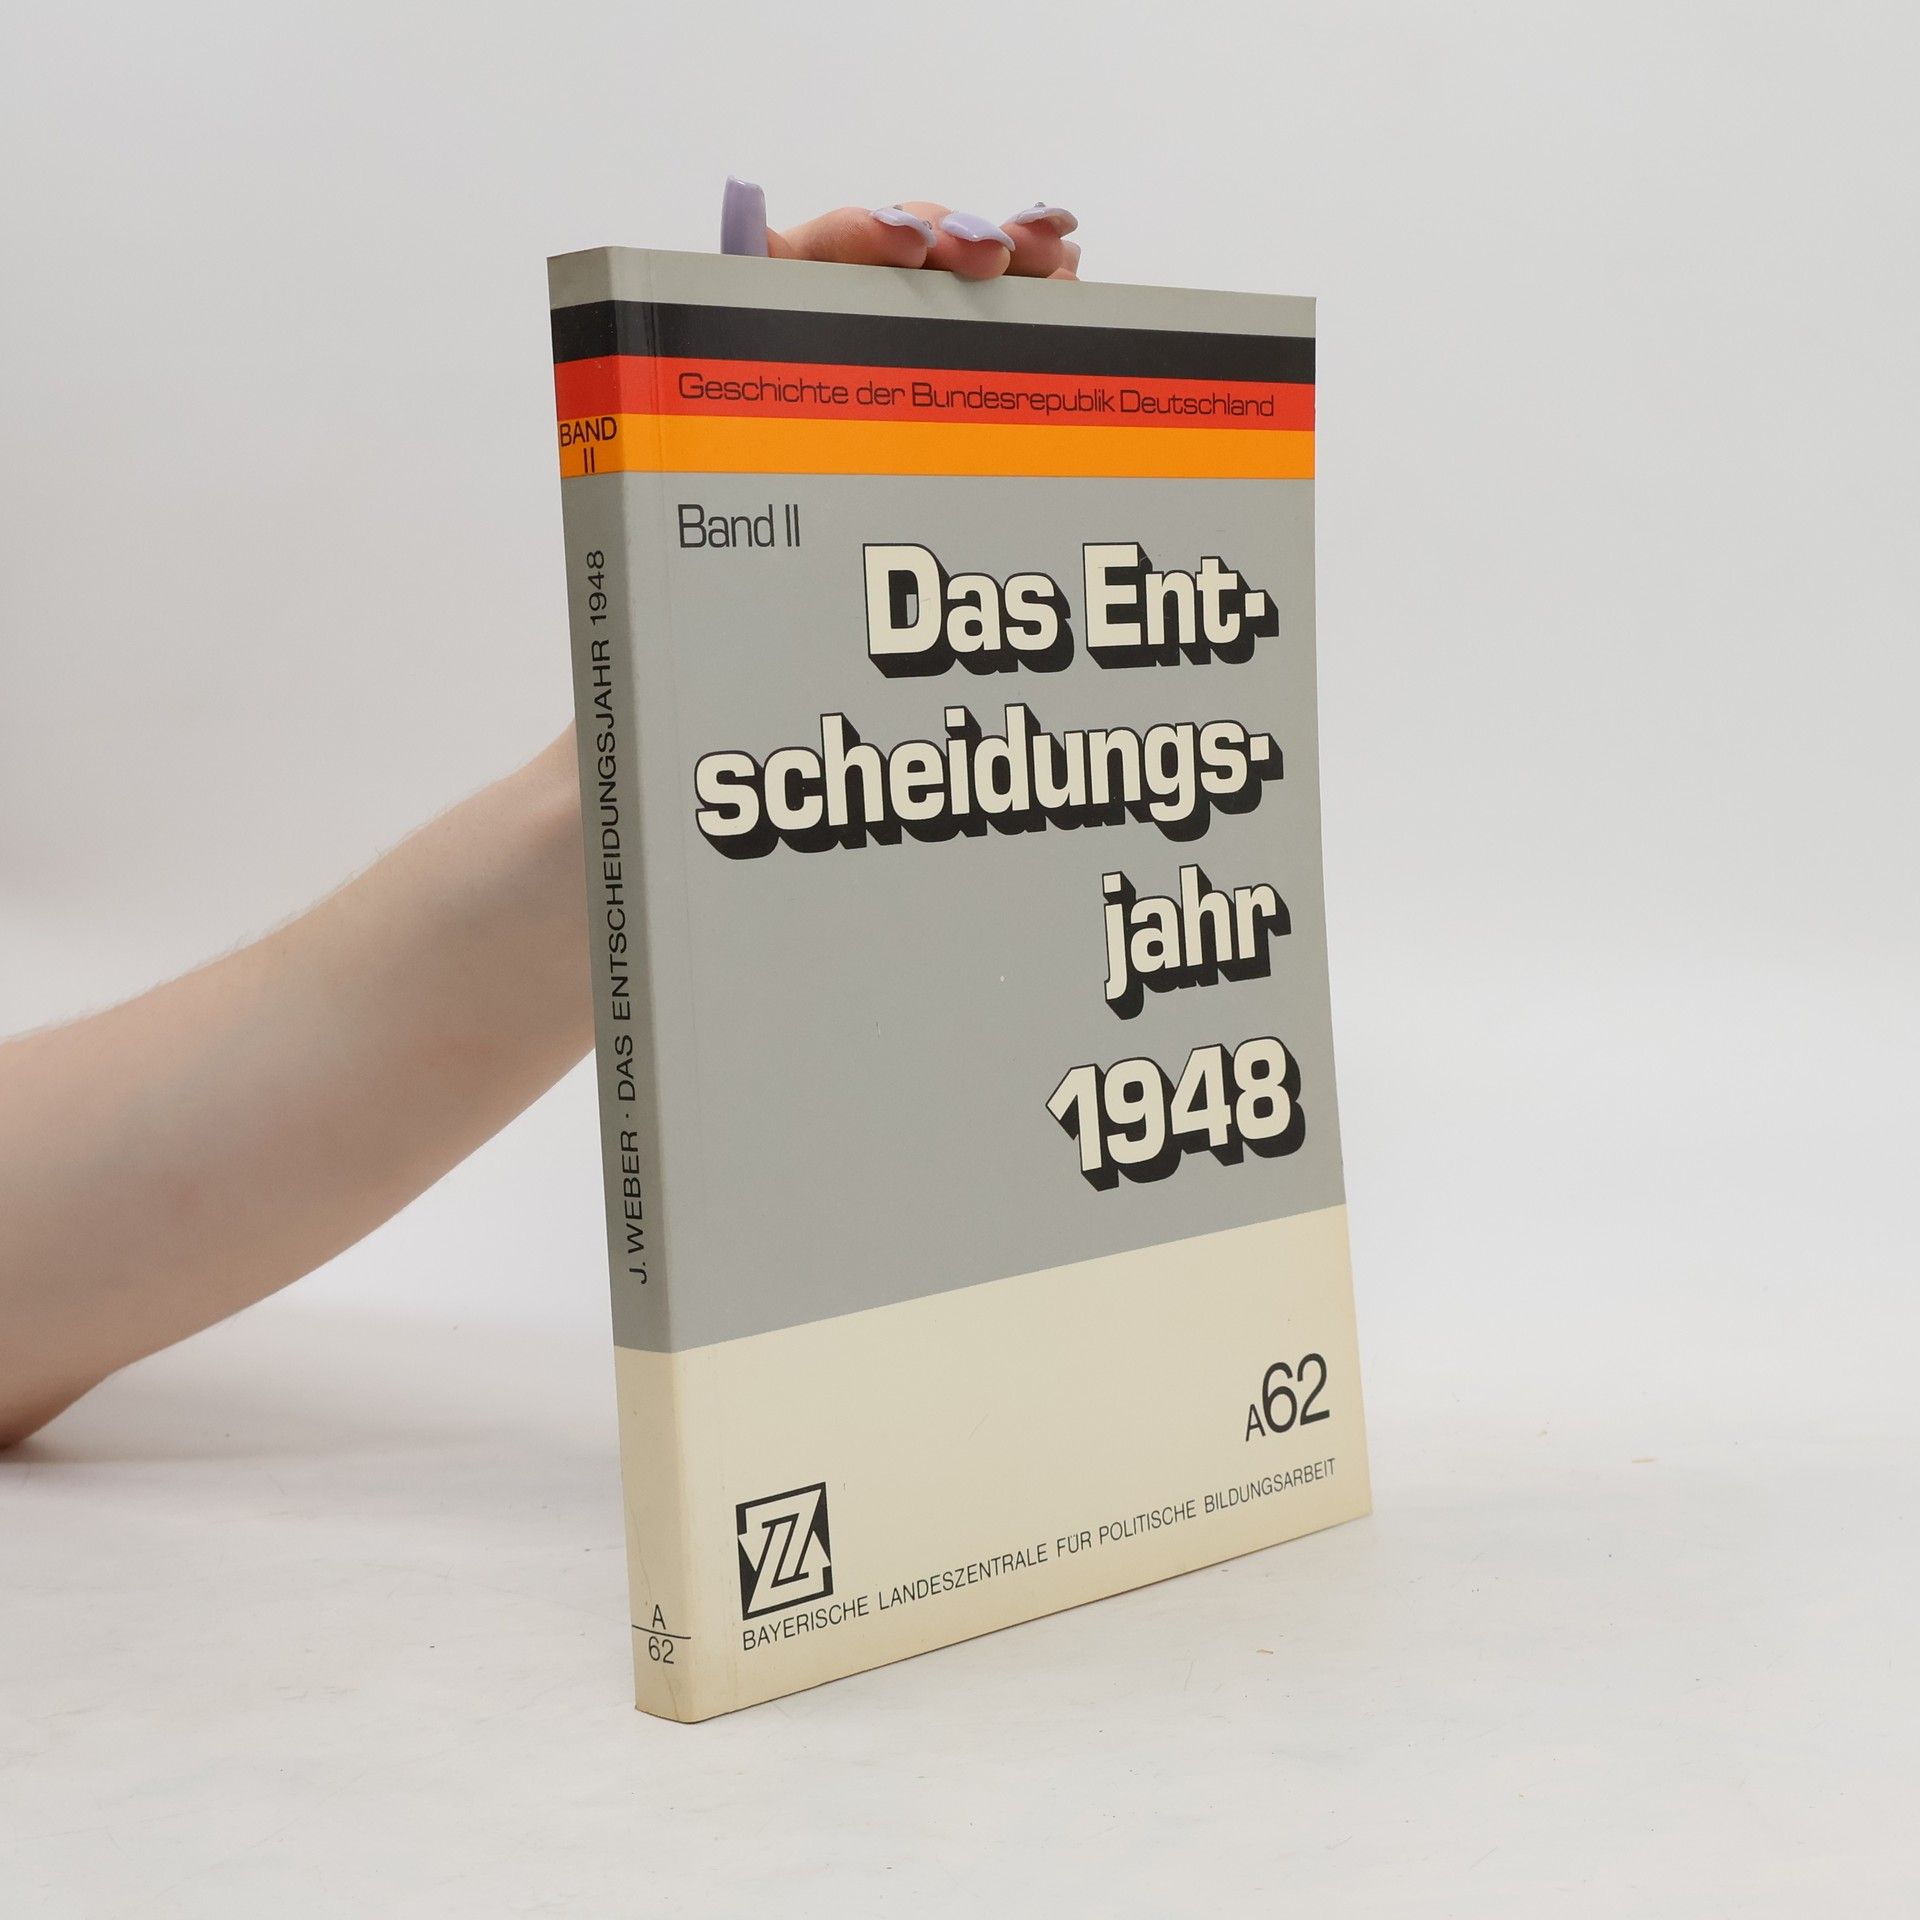 Geschichte der Bundesrepublik Deutschland
Band II
Das Ent-
scheidungs-
jahr
1948
A62
BAYERISCHE LANDESZENTRALE FÜR POLITISCHE BILDUNGSARBEIT
BAND
II
J. WEBER · DAS ENTSCHEIDUNGSJAHR 1948
A
62